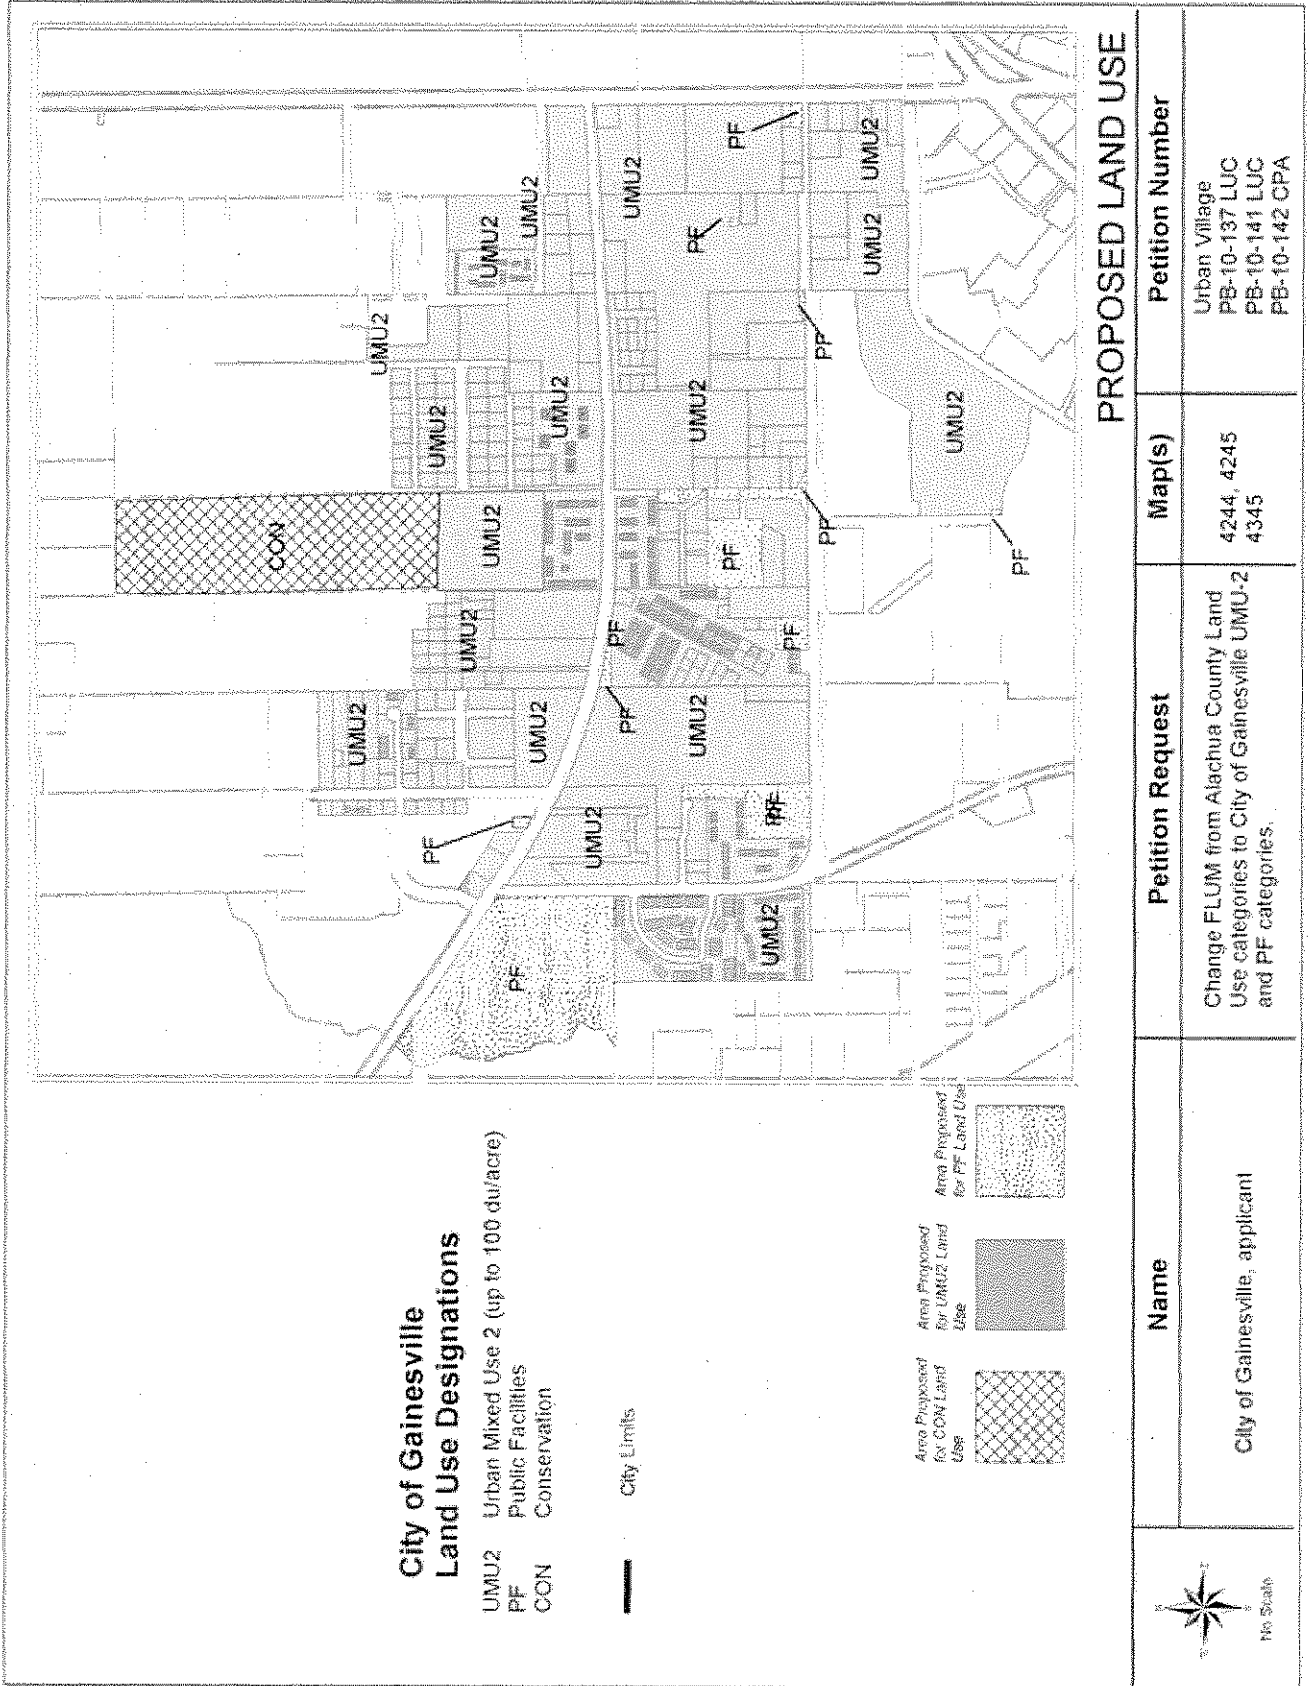 City of Gainesville
Land Use Designations
UMU2 Urban Mixed Use 2 (up to 100 du/acre)
PF Public Facilities
CON Conservation
City Limits
Area Proposed
for CON Land
Use
Area Proposed
for UMU2 Land
Use
Area Proposed
for PF Land Use
PF
PF
UMU2
UMU2
UMU2
UMU2
PF
UMU2
PF
UMU2
PF
PF
UMU2
CON
UMU2
PF
PF
PF
UMU2
UMU2
UMU2
UMU2
UMU2
PF
UMU2
UMU2
UMU2
PF
UMU2
PF
UMU2
PROPOSED LAND USE
No Scale
Name
Petition Request
Map(s)
Petition Number
City of Gainesville, applicant
Change FLUM from Alachua County Land
Use categories to City of Gainesville UMU-2
and PF categories.
4244, 4245
4345
Urban Village
PB-10-137 LUC
PB-10-141 LUC
PB-10-142 CPA